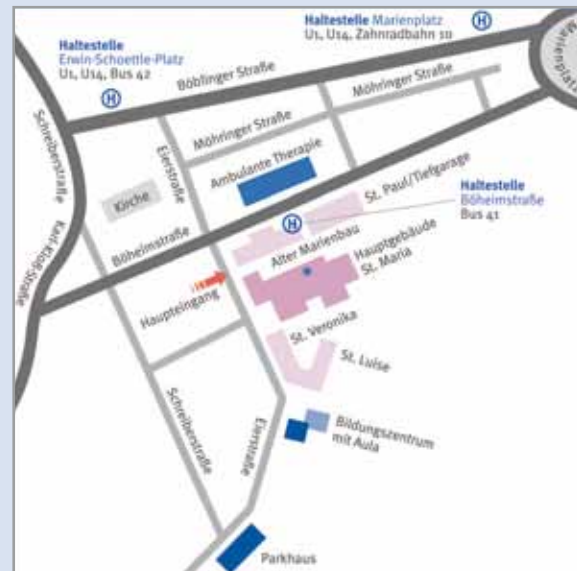 Haltestelle Marienplatz
U1, U14, Zahnradbahn 10
Marienplatz
Haltestelle
Erwin-Schoettle-Platz
U1, U14, Bus 42
H
H
Böblinger Straße
Möhringer Straße
Möhringer Straße
Schreiberstraße
Eierstraße
Ambulante Therapie
Kirche
St. Paul/Tiefgarage
Haltestelle
Böheimstraße
Bus 41
H
Karl-Kloß-Straße
Böheimstraße
Alter Marienbau
Hauptgebäude
St. Maria
Haupteingang
St. Veronika
St. Luise
Schreiberstraße
Eierstraße
Bildungszentrum
mit Aula
Parkhaus